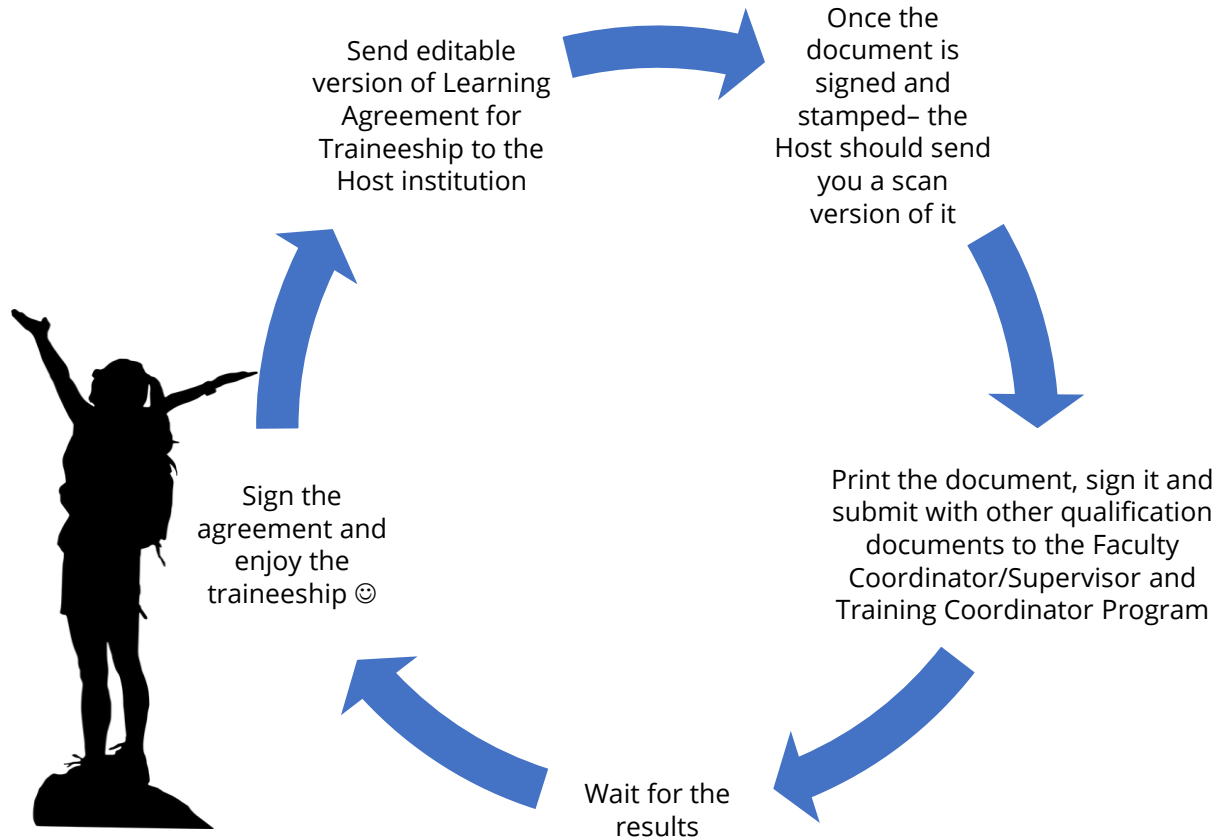 Send editable
version of Learning
Agreement for
Traineeship to the
Host institution
Once the
document is
signed and
stamped– the
Host should send
you a scan
version of it
Print the document, sign it and
submit with other qualification
documents to the Faculty
Coordinator/Supervisor and
Training Coordinator Program
Wait for the
results
Sign the
agreement and
enjoy the
traineeship ☺